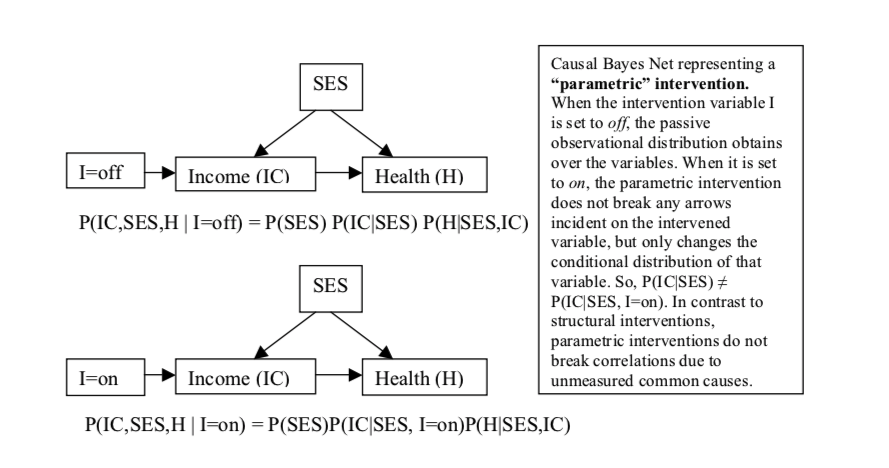 SES
I=off
Income (IC)
Health (H)
P(IC,SES,H | I=off) = P(SES) P(IC|SES) P(H|SES,IC)
SES
I=on
Income (IC)
Health (H)
P(IC,SES,H | I=on) = P(SES)P(IC|SES, I=on)P(H|SES,IC)
Causal Bayes Net representing a
“parametric” intervention.
When the intervention variable I
is set to off, the passive
observational distribution obtains
over the variables. When it is set
to on, the parametric intervention
does not break any arrows
incident on the intervened
variable, but only changes the
conditional distribution of that
variable. So, P(IC|SES) ≠
P(IC|SES, I=on). In contrast to
structural interventions,
parametric interventions do not
break correlations due to
unmeasured common causes.